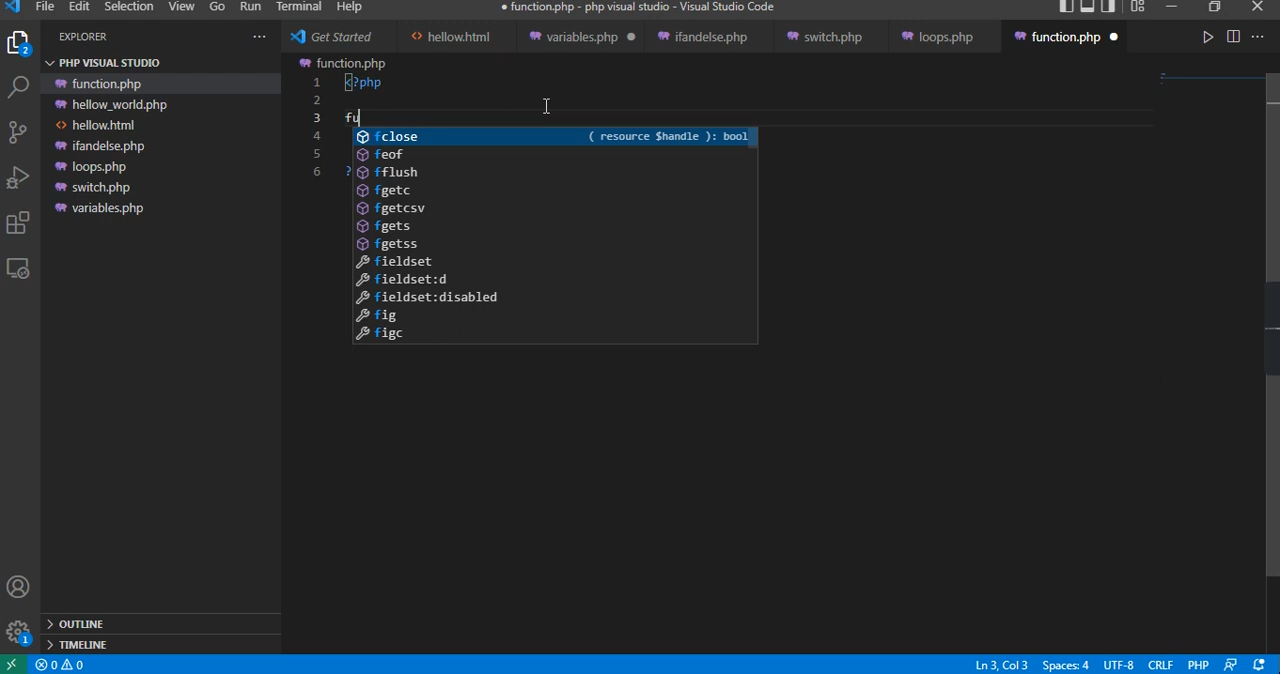 File Edit Selection View Go Run Terminal Help
● function.php - php visual studio - Visual Studio Code
2
EXPLORER ···
Get Started
<> hellow.html
variables.php ●
ifandelse.php
switch.php
loops.php
function.php ●
PHP VISUAL STUDIO
function.php
hellow_world.php
<> hellow.html
ifandelse.php
loops.php
switch.php
variables.php
function.php
1 <?php
2
3 fu
4
5
6 ?
fclose ( resource $handle ): bool
feof
fflush
fgetc
fgetcsv
fgets
fgetss
fieldset
fieldset:d
fieldset:disabled
fig
figc
OUTLINE
1
TIMELINE
0 0
Ln 3, Col 3 Spaces: 4 UTF-8 CRLF PHP